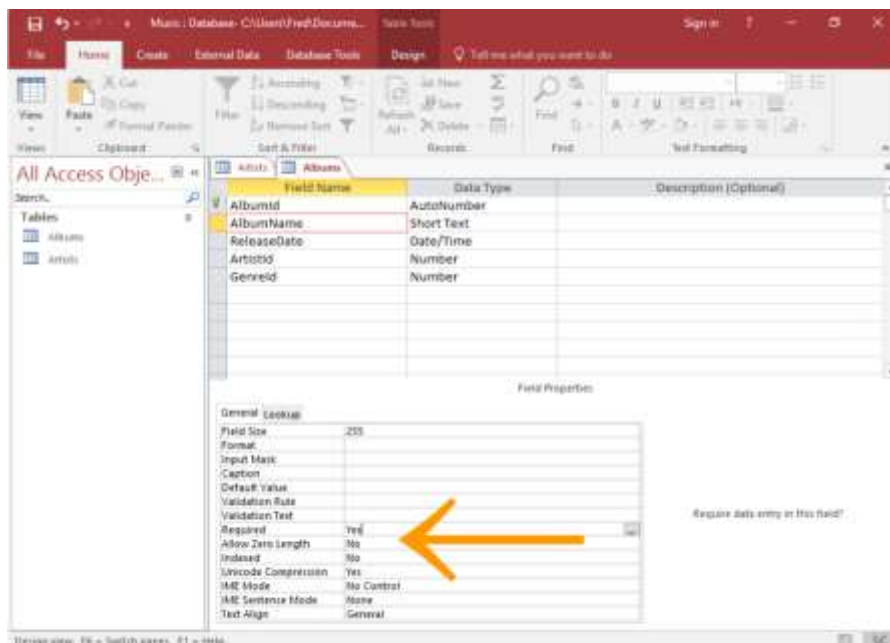 Music : Database- C:\Users\Fred\Docume... Table Tools Sign in ?
File Home Create External Data Database Tools Design Tell me what you want to do
View Paste Cut Copy Format Painter Filter Ascending Descending Remove Sort Refresh All New Save Delete Find B I U A
Views Clipboard Sort & Filter Records Find Text Formatting
All Access Obje...
Search...
Tables
Albums
Artists
Artists Albums
Field Name Data Type Description (Optional)
AlbumId AutoNumber
AlbumName Short Text
ReleaseDate Date/Time
ArtistId Number
GenreId Number
Field Properties
General Lookup
Field Size 255
Format
Input Mask
Caption
Default Value
Validation Rule
Validation Text
Required Yes
Allow Zero Length No
Indexed No
Unicode Compression Yes
IME Mode No Control
IME Sentence Mode None
Text Align General
Require data entry in this field?
Design view. F6 = Switch panes. F1 = Help.